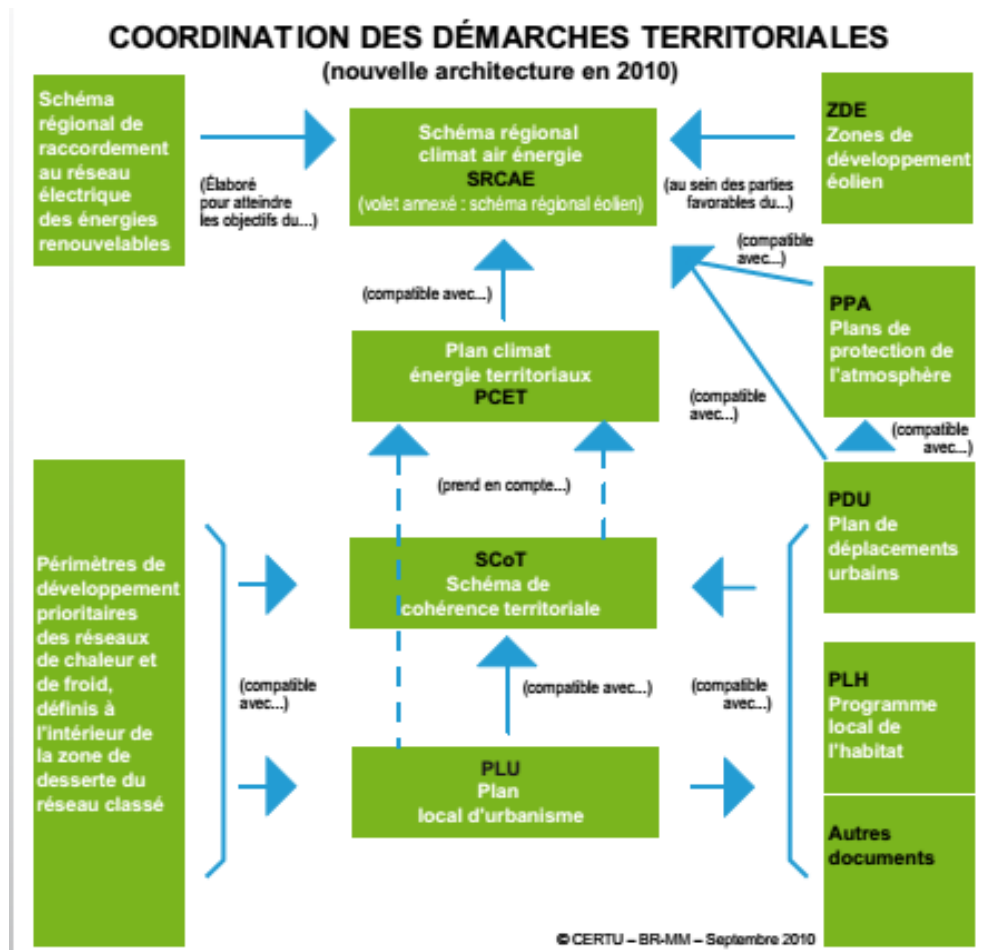 COORDINATION DES DÉMARCHES TERRITORIALES
(nouvelle architecture en 2010)
Schéma
régional de
raccordement
au réseau
électrique
des énergies
renouvelables
(Élaboré
pour atteindre
les objectifs du...)
Schéma régional
climat air énergie
SRCAE
(volet annexé : schéma régional éolien)
(au sein des parties
favorables du...)
ZDE
Zones de
développement
éolien
(compatible
avec...)
(compatible avec...)
PPA
Plans de
protection de
l'atmosphère
Plan climat
énergie territoriaux
PCET
(compatible
avec...)
(compatible
avec...)
(prend en compte...)
PDU
Plan de
déplacements
urbains
SCoT
Schéma de
cohérence territoriale
Périmètres de
développement
prioritaires
des réseaux
de chaleur et
de froid,
définis à
l'intérieur de
la zone de
desserte du
réseau classé
(compatible
avec...)
(compatible avec...)
(compatible
avec...)
PLH
Programme
local de
l'habitat
PLU
Plan
local d'urbanisme
Autres
documents
© CERTU – BR-MM – Septembre 2010